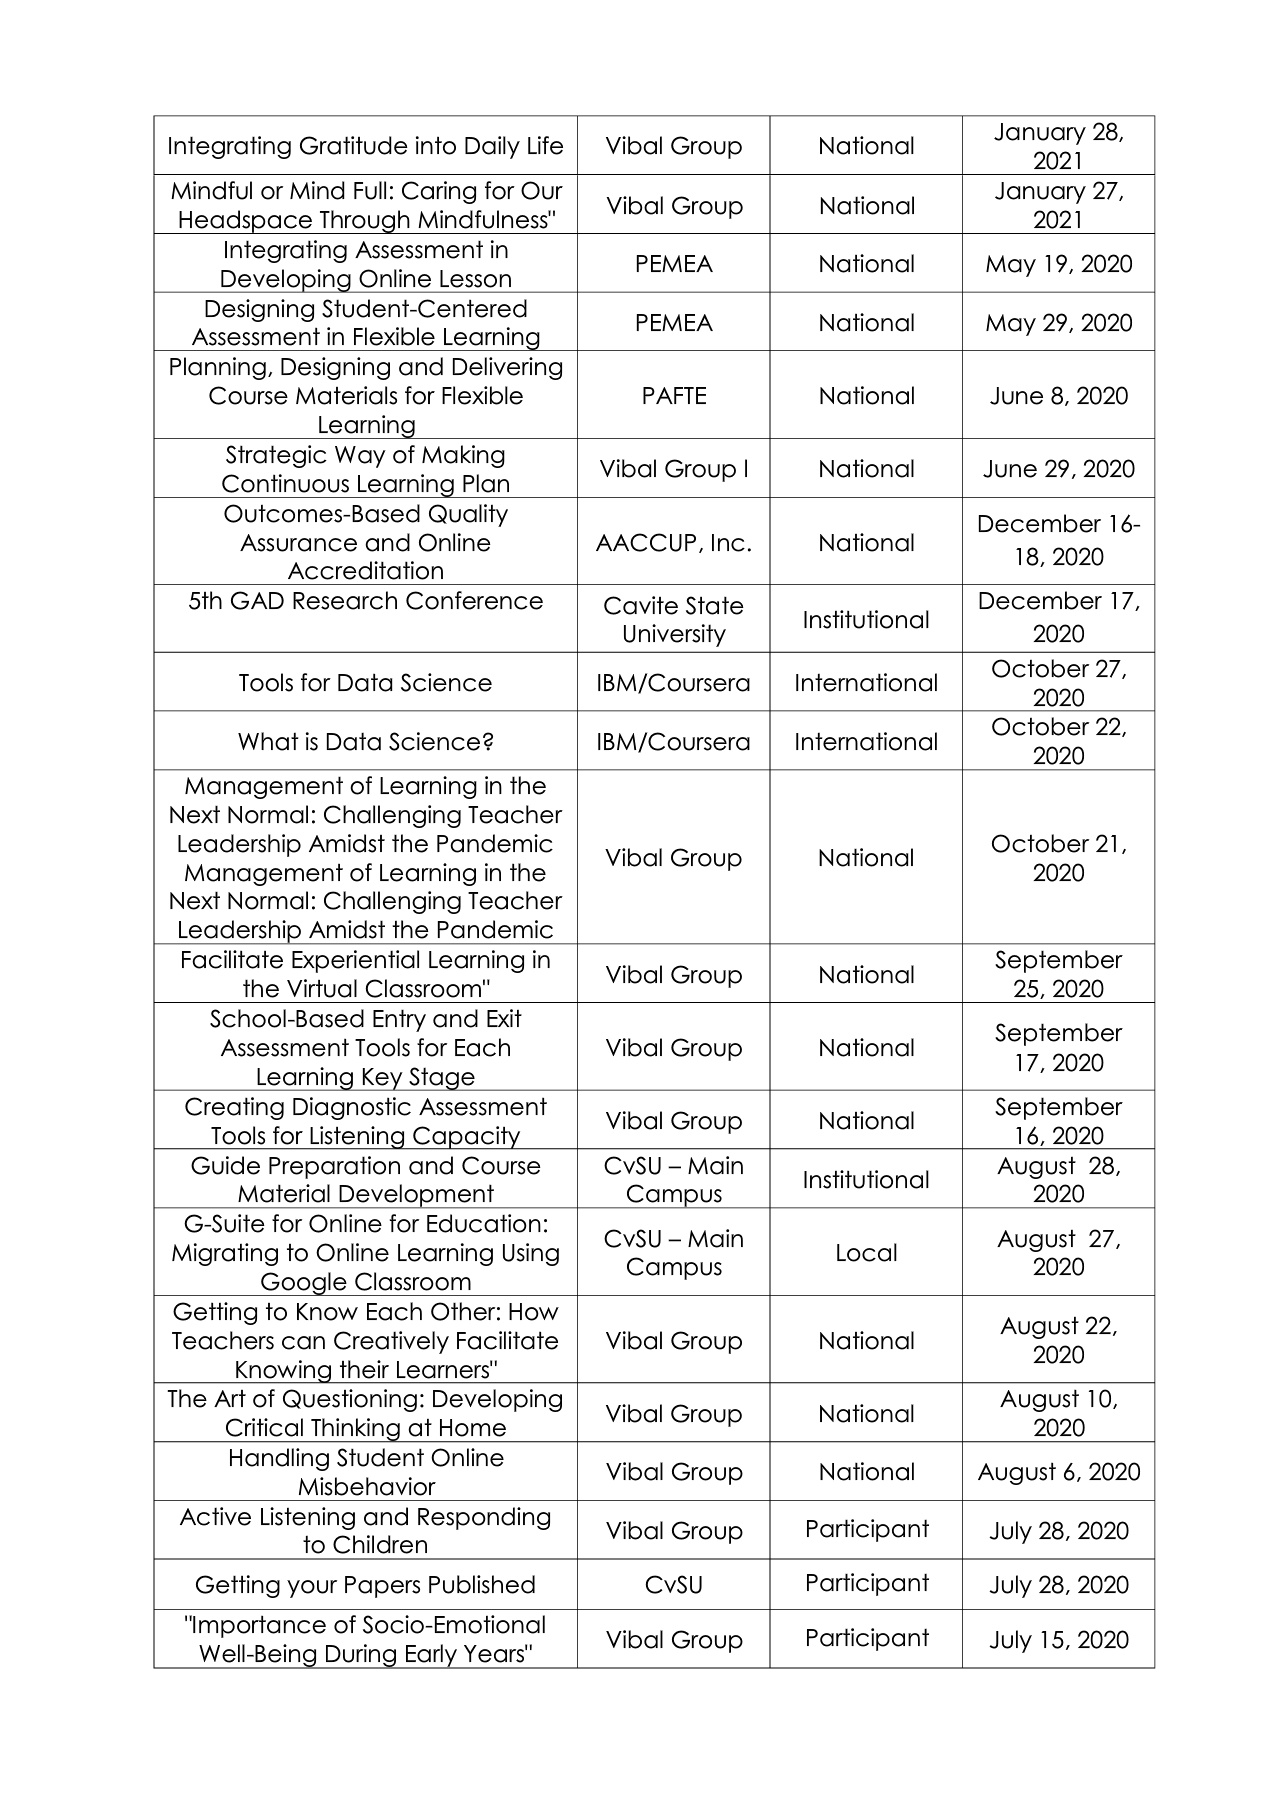 Integrating Gratitude into Daily Life
Vibal Group
National
January 28,
2021
Mindful or Mind Full: Caring for Our
Headspace Through Mindfulness"
Vibal Group
National
January 27,
2021
Integrating Assessment in
Developing Online Lesson
PEMEA
National
May 19, 2020
Designing Student-Centered
Assessment in Flexible Learning
PEMEA
National
May 29, 2020
Planning, Designing and Delivering
Course Materials for Flexible
Learning
PAFTE
National
June 8, 2020
Strategic Way of Making
Continuous Learning Plan
Vibal Group I
National
June 29, 2020
Outcomes-Based Quality
Assurance and Online
Accreditation
AACCUP, Inc.
National
December 16-
18, 2020
5th GAD Research Conference
Cavite State
University
Institutional
December 17,
2020
Tools for Data Science
IBM/Coursera
International
October 27,
2020
What is Data Science?
IBM/Coursera
International
October 22,
2020
Management of Learning in the
Next Normal: Challenging Teacher
Leadership Amidst the Pandemic
Management of Learning in the
Next Normal: Challenging Teacher
Leadership Amidst the Pandemic
Vibal Group
National
October 21,
2020
Facilitate Experiential Learning in
the Virtual Classroom"
Vibal Group
National
September
25, 2020
School-Based Entry and Exit
Assessment Tools for Each
Learning Key Stage
Vibal Group
National
September
17, 2020
Creating Diagnostic Assessment
Tools for Listening Capacity
Vibal Group
National
September
16, 2020
Guide Preparation and Course
Material Development
CvSU – Main
Campus
Institutional
August  28,
2020
G-Suite for Online for Education:
Migrating to Online Learning Using
Google Classroom
CvSU – Main
Campus
Local
August  27,
2020
Getting to Know Each Other: How
Teachers can Creatively Facilitate
Knowing their Learners"
Vibal Group
National
August 22,
2020
The Art of Questioning: Developing
Critical Thinking at Home
Vibal Group
National
August 10,
2020
Handling Student Online
Misbehavior
Vibal Group
National
August 6, 2020
Active Listening and Responding
to Children
Vibal Group
Participant
July 28, 2020
Getting your Papers Published
CvSU
Participant
July 28, 2020
"Importance of Socio-Emotional
Well-Being During Early Years"
Vibal Group
Participant
July 15, 2020